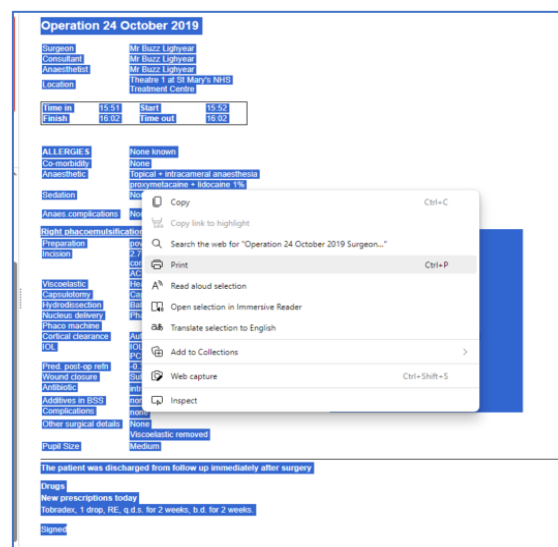 Operation 24 October 2019
Surgeon Mr Buzz Lighyear
Consultant Mr Buzz Lighyear
Anaesthetist Mr Buzz Lighyear
Location Theatre 1 at St Mary's NHS
Treatment Centre
Time in 15:51 Start 15:52
Finish 16:02 Time out 16:02
ALLERGIES None known
Co-morbidity None
Anaesthetic Topical + intracameral anaesthesia
proxymetacaine + lidocaine 1%
Sedation
Anaes complications
Right phacoemulsificatio
Preparation
Incision 2.7
Viscoelastic
Capsulotomy
Hydrodissection
Nucleus delivery
Phaco machine
Cortical clearance
IOL IOL
Pred. post-op refn
Wound closure
Antibiotic
Additives in BSS
Complications none
Other surgical details None
Viscoelastic removed
Pupil Size Medium
Copy Ctrl+C
Copy link to highlight
Search the web for "Operation 24 October 2019 Surgeon..."
Print Ctrl+P
Read aloud selection
Open selection in Immersive Reader
Translate selection to English
Add to Collections
Web capture Ctrl+Shift+S
Inspect
The patient was discharged from follow up immediately after surgery
Drugs
New prescriptions today
Tobradex, 1 drop, RE, q.d.s. for 2 weeks, b.d. for 2 weeks.
Signed